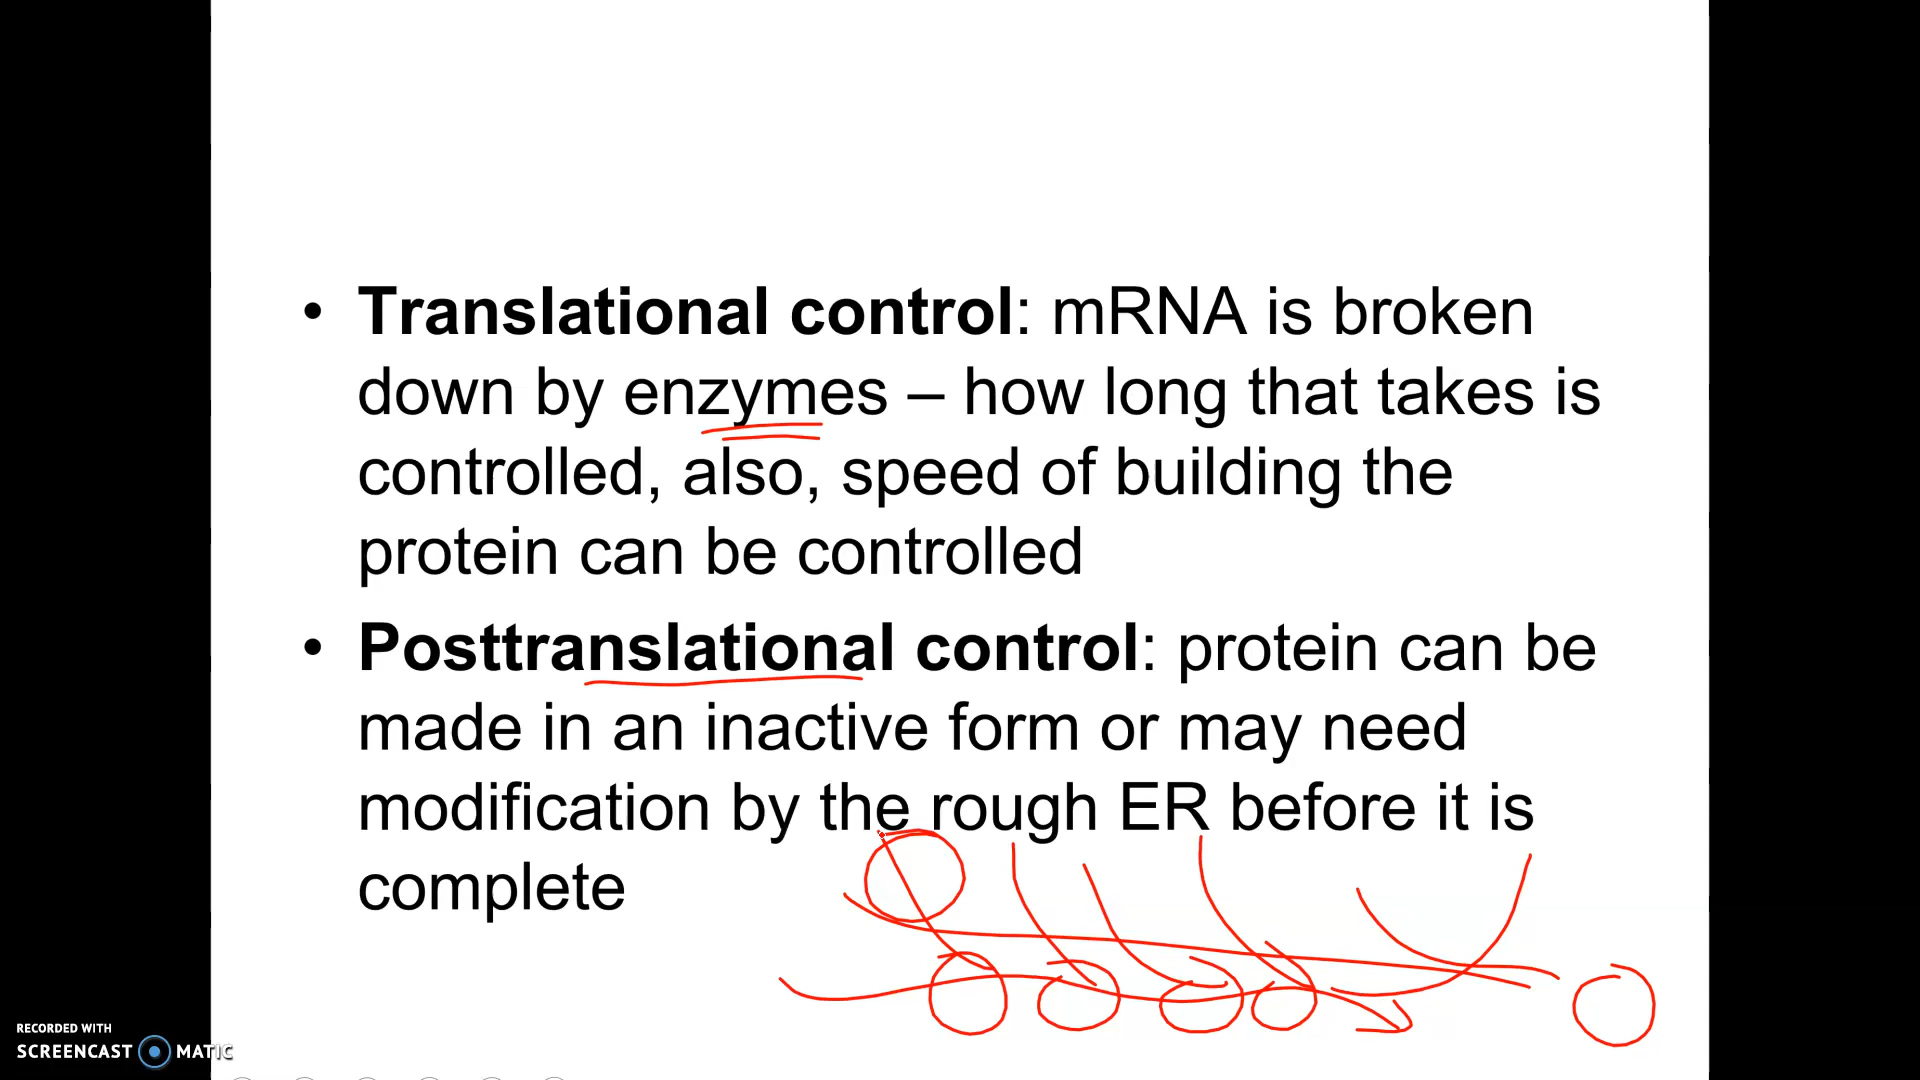 • Translational control: mRNA is broken
down by enzymes – how long that takes is
controlled, also, speed of building the
protein can be controlled
• Posttranslational control: protein can be
made in an inactive form or may need
modification by the rough ER before it is
complete
RECORDED WITH
SCREENCAST MATIC